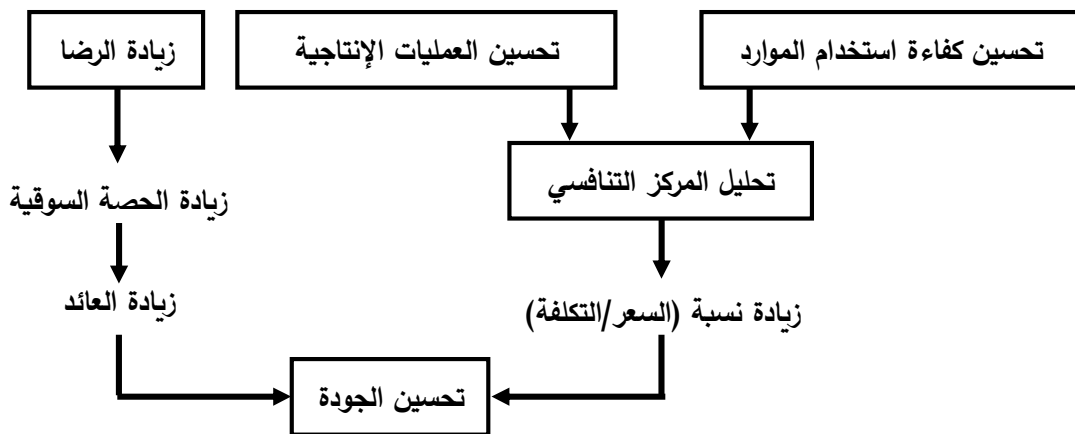 تحسين كفاءة استخدام الموارد
تحسين العمليات الإنتاجية
زيادة الرضا
تحليل المركز التنافسي
زيادة الحصة السوقية
زيادة نسبة (السعر/التكلفة)
زيادة العائد
تحسين الجودة